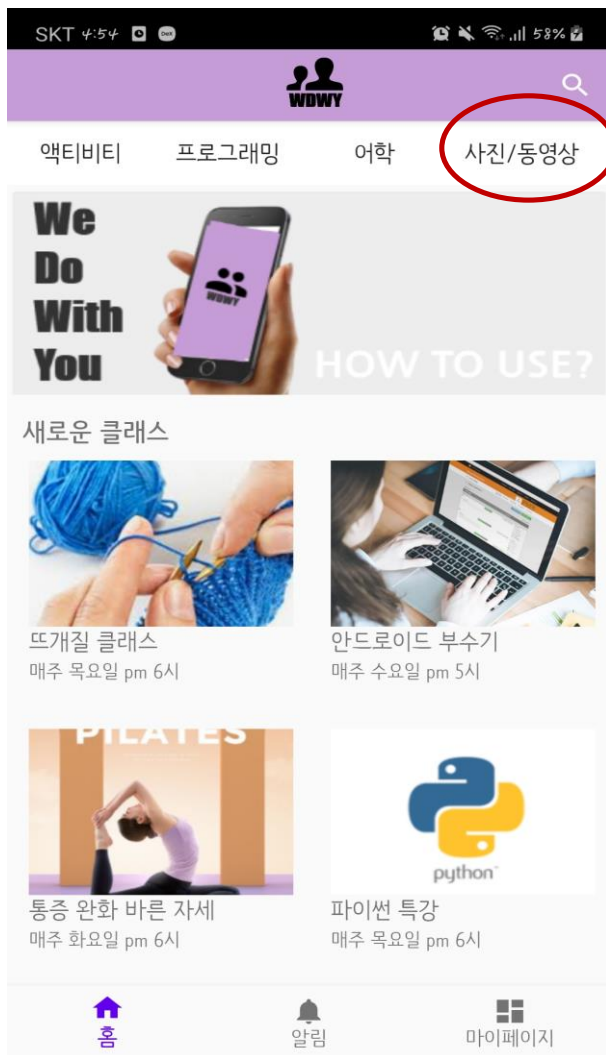 SKT 4:54
58%
WDWY
액티비티 프로그래밍 어학 사진/동영상
We
Do
With
You
WDWY
HOW TO USE?
새로운 클래스
뜨개질 클래스 안드로이드 부수기
매주 목요일 pm 6시 매주 수요일 pm 5시
PILATES
python
통증 완화 바른 자세 파이썬 특강
매주 화요일 pm 6시 매주 목요일 pm 6시
홈 알림 마이페이지